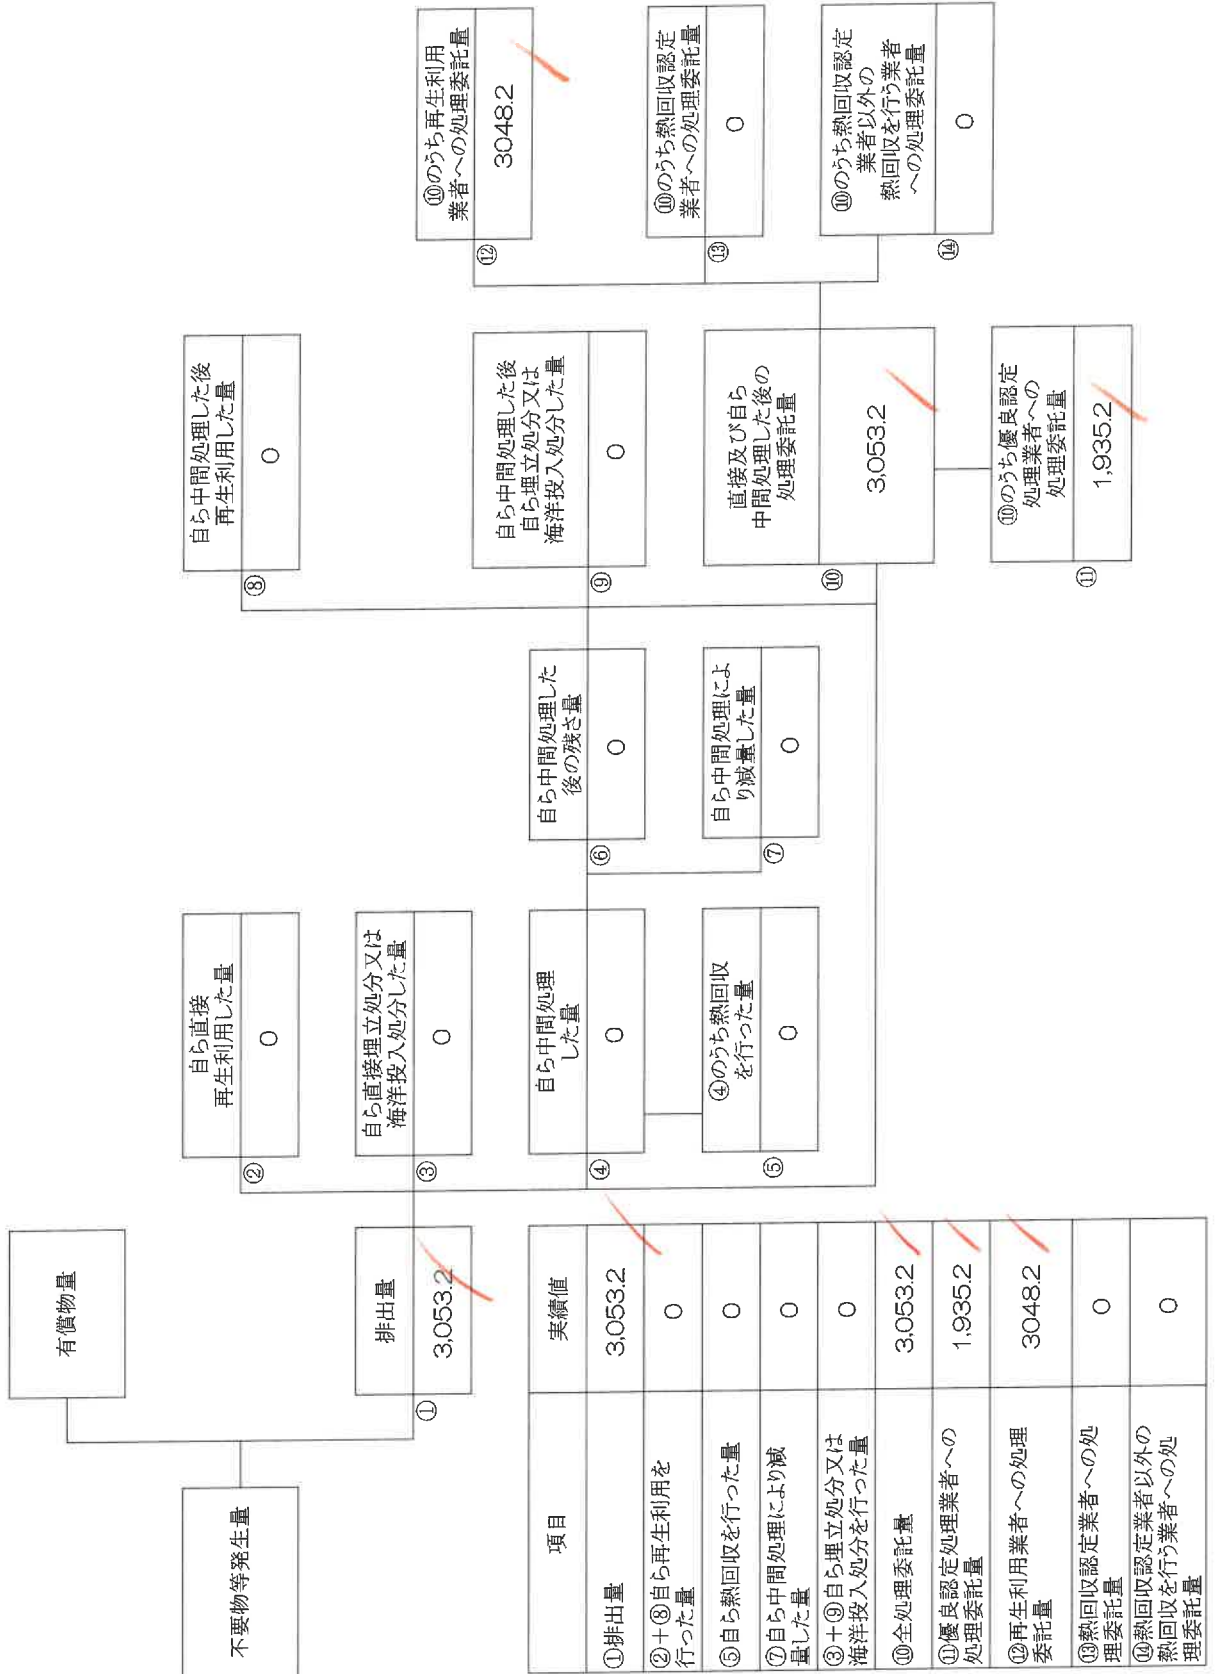 不要物等発生量
有償物量
排出量
①
3,053.2
自ら直接
再生利用した量
②
0
自ら直接埋立処分又は
海洋投入処分した量
③
0
自ら中間処理
した量
④
0
④のうち熱回収
を行った量
⑤
0
自ら中間処理した
後の残さ量
⑥
0
自ら中間処理によ
り減量した量
⑦
0
自ら中間処理した後
再生利用した量
⑧
0
自ら中間処理した後
自ら埋立処分又は
海洋投入処分した量
⑨
0
直接及び自ら
中間処理した後の
処理委託量
⑩
3,053.2
⑩のうち優良認定
処理業者への
処理委託量
⑪
1,935.2
⑩のうち再生利用
業者への処理委託量
⑫
3048.2
⑩のうち熱回収認定
業者への処理委託量
⑬
0
⑩のうち熱回収認定
業者以外の
熱回収を行う業者
への処理委託量
⑭
0
項目
実績値
①排出量
3,053.2
②+⑧自ら再生利用を
行った量
0
⑤自ら熱回収を行った量
0
⑦自ら中間処理により減
量した量
0
③+⑨自ら埋立処分又は
海洋投入処分を行った量
0
⑩全処理委託量
3,053.2
⑪優良認定処理業者への
処理委託量
1,935.2
⑫再生利用業者への処理
委託量
3048.2
⑬熱回収認定業者への処
理委託量
0
⑭熱回収認定業者以外の
熱回収を行う業者への処
理委託量
0